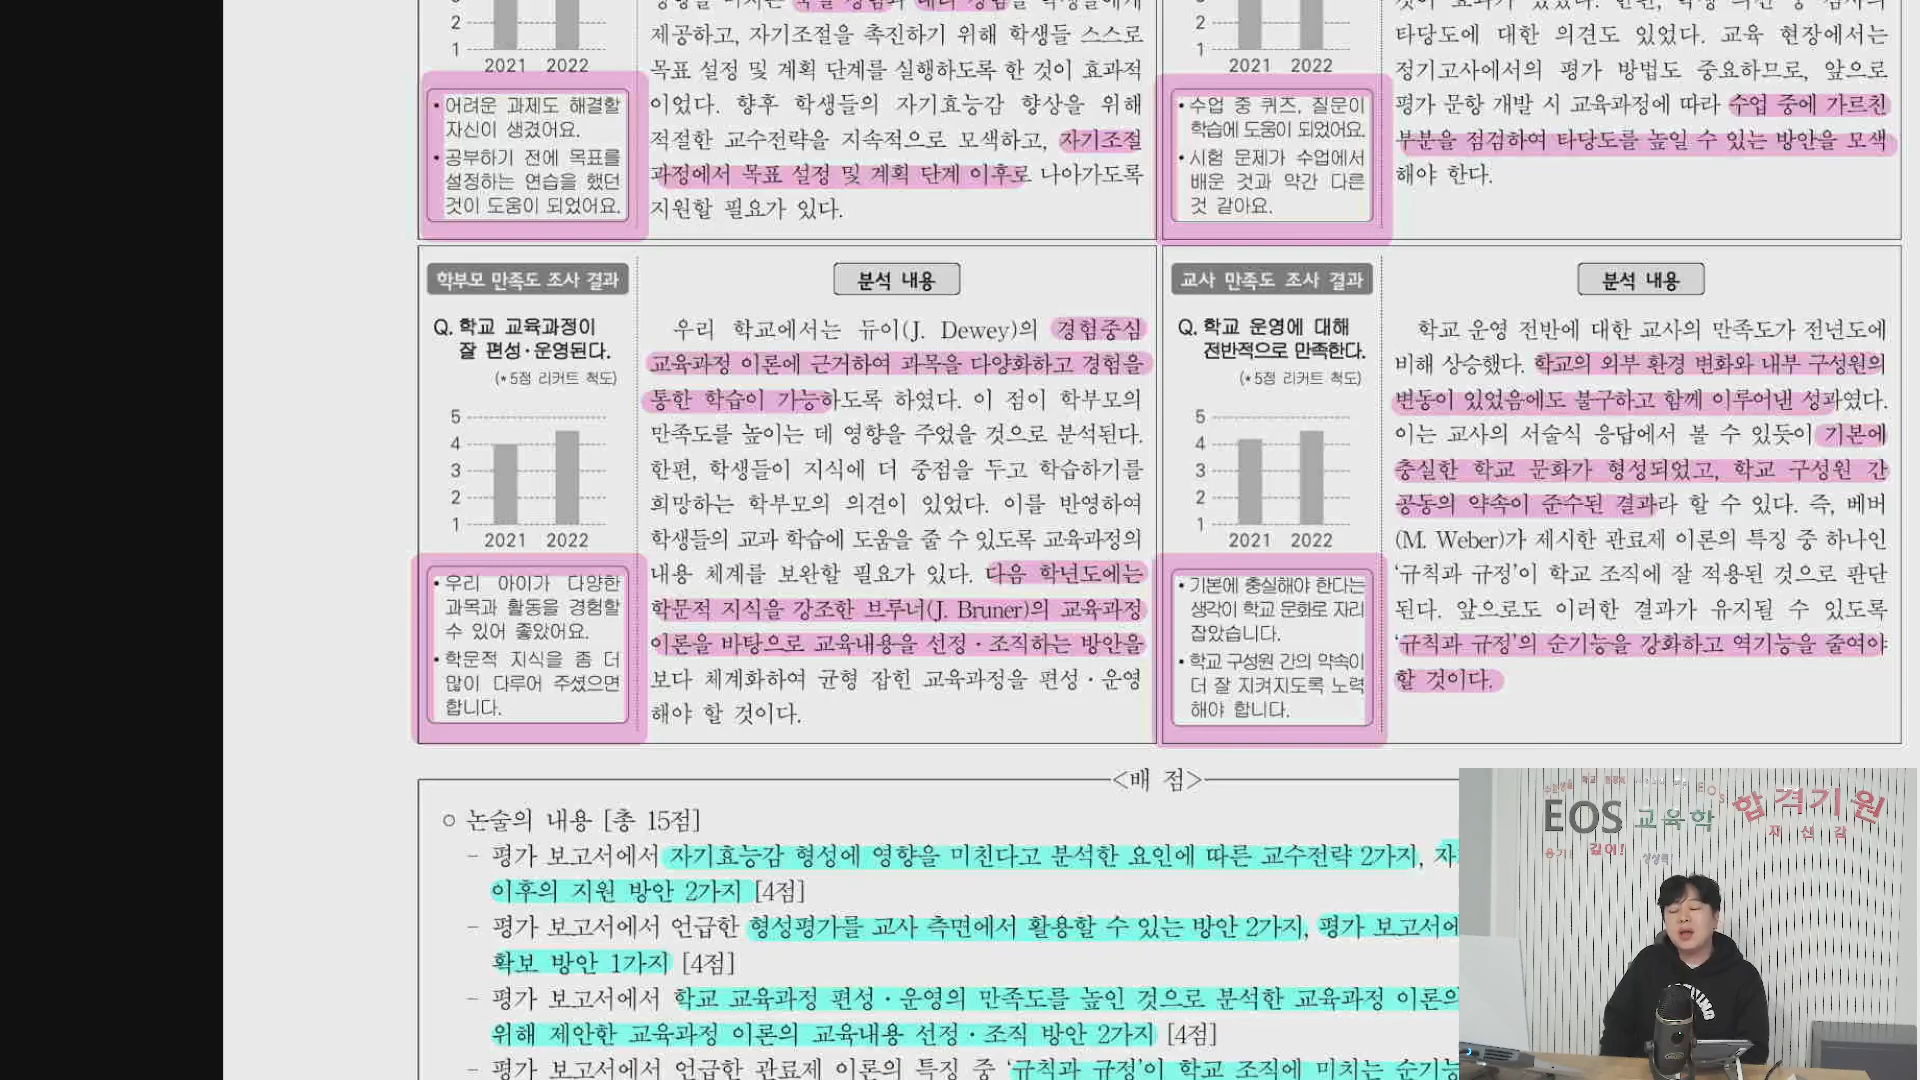 제공하고, 자기조절을 촉진하기 위해 학생들 스스로
목표 설정 및 계획 단계를 실행하도록 한 것이 효과적
이었다. 향후 학생들의 자기효능감 향상을 위해
적절한 교수전략을 지속적으로 모색하고, 자기조절
과정에서 목표 설정 및 계획 단계 이후로 나아가도록
지원할 필요가 있다.
2
1
2021 2022
• 어려운 과제도 해결할
자신이 생겼어요.
• 공부하기 전에 목표를
설정하는 연습을 했던
것이 도움이 되었어요.
2
1
2021 2022
• 수업 중 퀴즈, 질문이
학습에 도움이 되었어요.
• 시험 문제가 수업에서
배운 것과 약간 다른
것 같아요.
타당도에 대한 의견도 있었다. 교육 현장에서는
정기고사에서의 평가 방법도 중요하므로, 앞으로
평가 문항 개발 시 교육과정에 따라 수업 중에 가르친
부분을 점검하여 타당도를 높일 수 있는 방안을 모색
해야 한다.
학부모 만족도 조사 결과
Q. 학교 교육과정이
잘 편성·운영된다.
(* 5점 리커트 척도)
5
4
3
2
1
2021 2022
• 우리 아이가 다양한
과목과 활동을 경험할
수 있어 좋았어요.
• 학문적 지식을 좀 더
많이 다루어 주셨으면
합니다.
분석 내용
우리 학교에서는 듀이(J. Dewey)의 경험중심
교육과정 이론에 근거하여 과목을 다양화하고 경험을
통한 학습이 가능하도록 하였다. 이 점이 학부모의
만족도를 높이는 데 영향을 주었을 것으로 분석된다.
한편, 학생들이 지식에 더 중점을 두고 학습하기를
희망하는 학부모의 의견이 있었다. 이를 반영하여
학생들의 교과 학습에 도움을 줄 수 있도록 교육과정의
내용 체계를 보완할 필요가 있다. 다음 학년도에는
학문적 지식을 강조한 브루너(J. Bruner)의 교육과정
이론을 바탕으로 교육내용을 선정·조직하는 방안을
보다 체계화하여 균형 잡힌 교육과정을 편성·운영
해야 할 것이다.
교사 만족도 조사 결과
Q. 학교 운영에 대해
전반적으로 만족한다.
(* 5점 리커트 척도)
5
4
3
2
1
2021 2022
• 기본에 충실해야 한다는
생각이 학교 문화로 자리
잡았습니다.
• 학교 구성원 간의 약속이
더 잘 지켜지도록 노력
해야 합니다.
분석 내용
학교 운영 전반에 대한 교사의 만족도가 전년도에
비해 상승했다. 학교의 외부 환경 변화와 내부 구성원의
변동이 있었음에도 불구하고 함께 이루어낸 성과였다.
이는 교사의 서술식 응답에서 볼 수 있듯이 기본에
충실한 학교 문화가 형성되었고, 학교 구성원 간
공동의 약속이 준수된 결과라 할 수 있다. 즉, 베버
(M. Weber)가 제시한 관료제 이론의 특징 중 하나인
‘규칙과 규정’이 학교 조직에 잘 적용된 것으로 판단
된다. 앞으로도 이러한 결과가 유지될 수 있도록
‘규칙과 규정’의 순기능을 강화하고 역기능을 줄여야
할 것이다.
<배 점>
○ 논술의 내용 [총 15점]
- 평가 보고서에서 자기효능감 형성에 영향을 미친다고 분석한 요인에 따른 교수전략 2가지,
이후의 지원 방안 2가지 [4점]
- 평가 보고서에서 언급한 형성평가를 교사 측면에서 활용할 수 있는 방안 2가지, 평가 보고서에
확보 방안 1가지 [4점]
- 평가 보고서에서 학교 교육과정 편성·운영의 만족도를 높인 것으로 분석한 교육과정 이론의
위해 제안한 교육과정 이론의 교육내용 선정·조직 방안 2가지 [4점]
- 평가 보고서에서 언급한 관료제 이론의 특징 중 ‘규칙과 규정’이 학교 조직에 미치는 순기능
EOS 교육학
합격기원
자신감
용기!
길이!